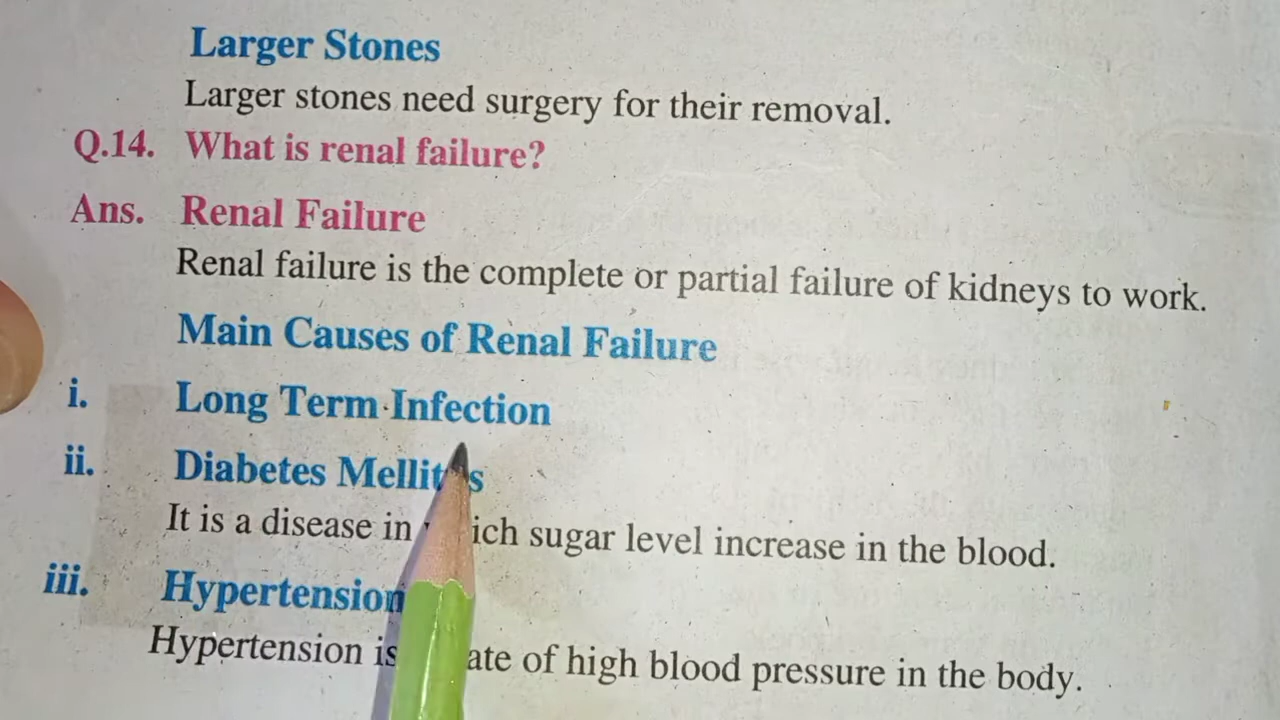 Larger Stones
Larger stones need surgery for their removal.
Q.14. What is renal failure?
Ans. Renal Failure
Renal failure is the complete or partial failure of kidneys to work.
Main Causes of Renal Failure
i. Long Term Infection
ii. Diabetes Mellitus
It is a disease in which sugar level increase in the blood.
iii. Hypertension
Hypertension is of high blood pressure in the body.